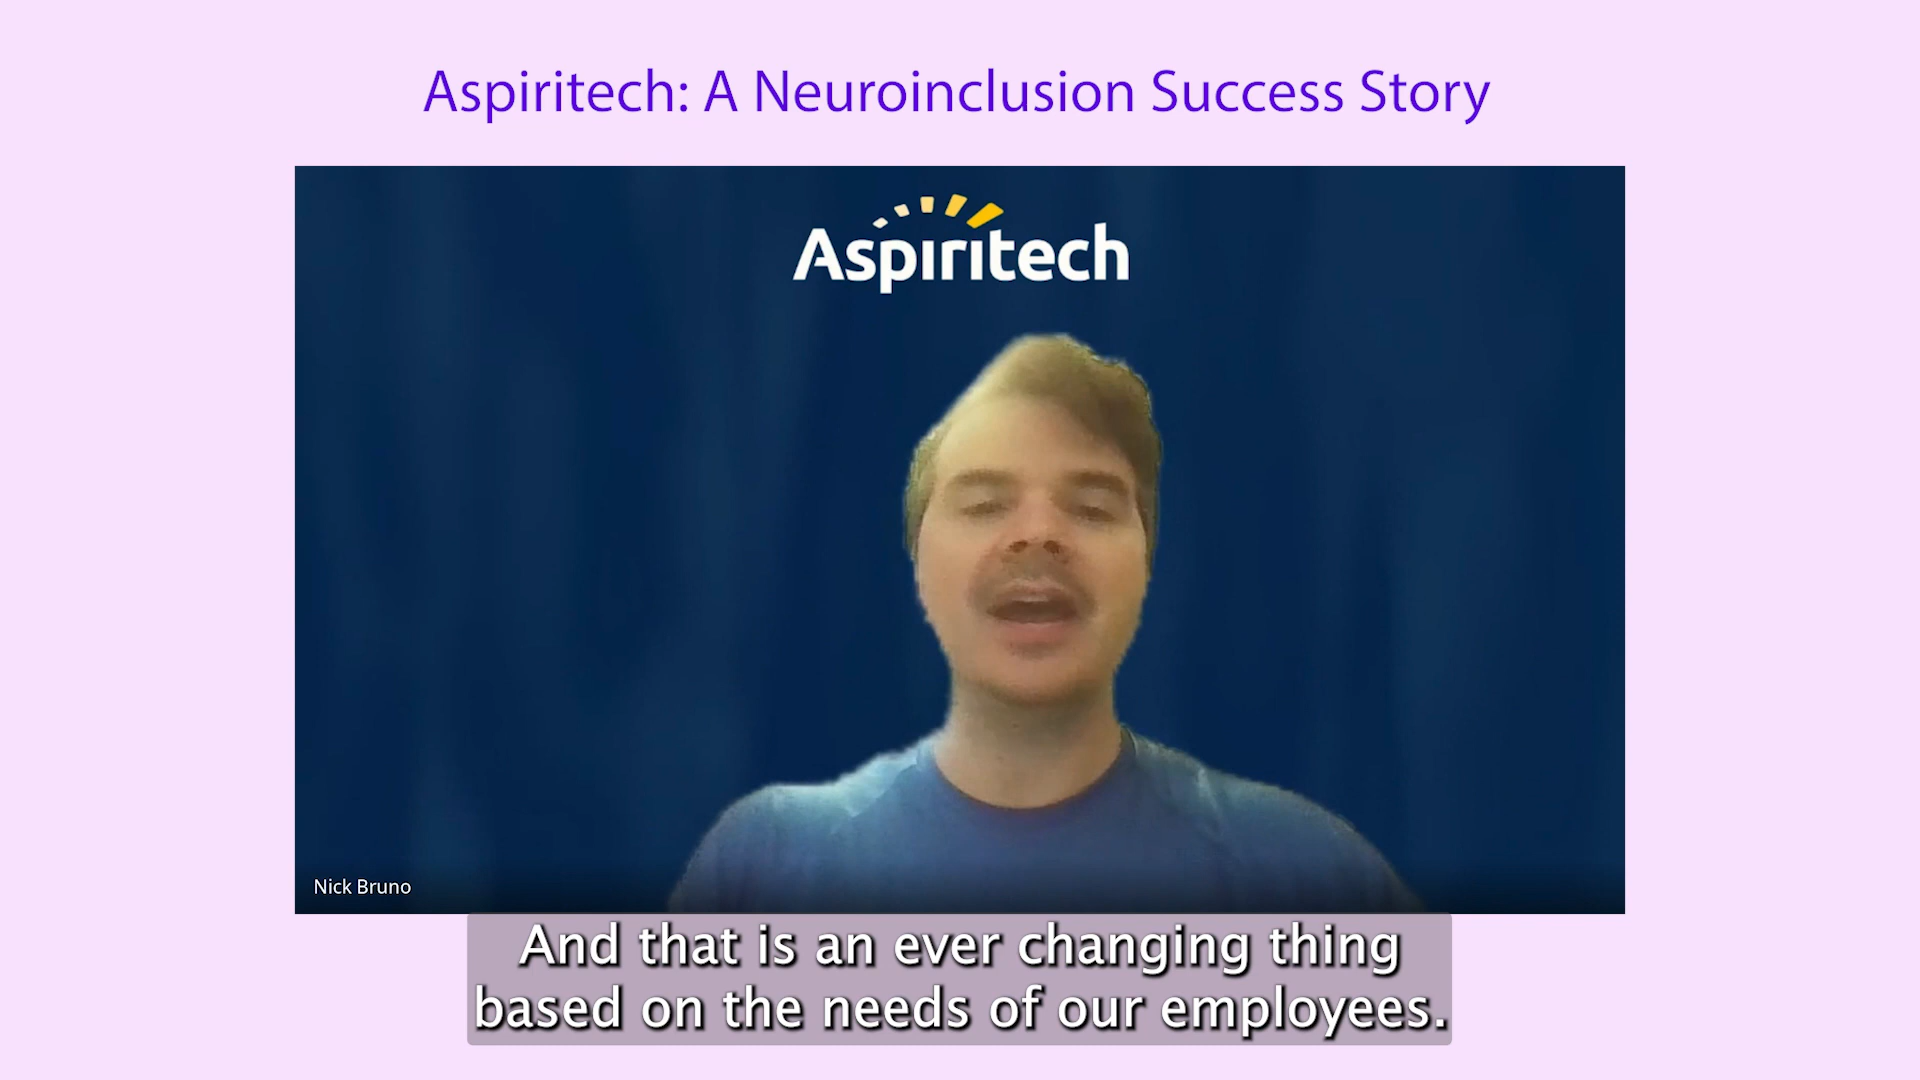 Aspiritech: A Neuroinclusion Success Story
Aspiritech
Nick Bruno
And that is an ever changing thing
based on the needs of our employees.